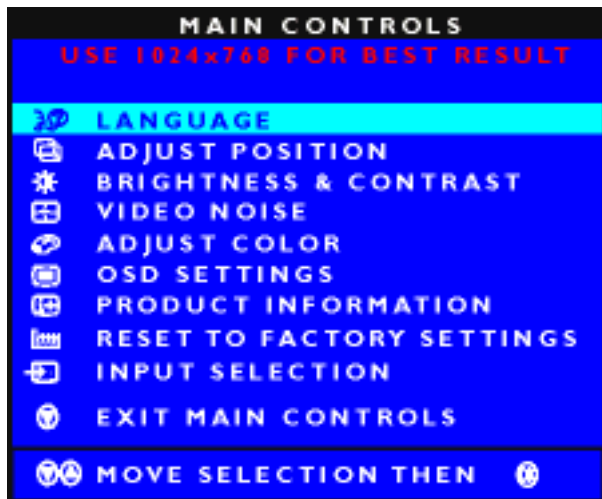 MAIN CONTROLS
USE 1024x768 FOR BEST RESULT
LANGUAGE
ADJUST POSITION
BRIGHTNESS & CONTRAST
VIDEO NOISE
ADJUST COLOR
OSD SETTINGS
PRODUCT INFORMATION
RESET TO FACTORY SETTINGS
INPUT SELECTION
EXIT MAIN CONTROLS
MOVE SELECTION THEN